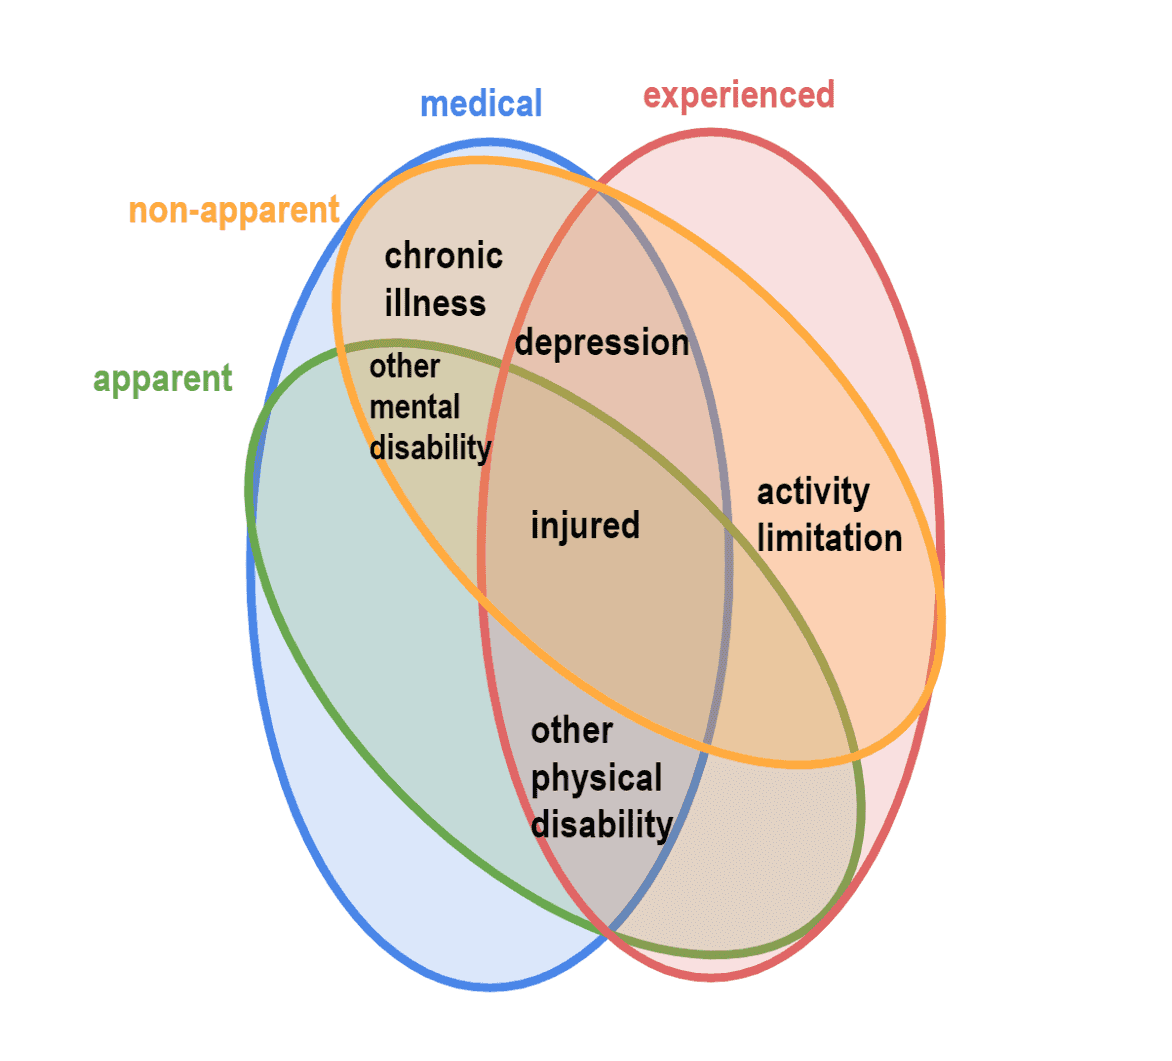 medical
experienced
non-apparent
chronic
illness
depression
apparent
other
mental
disability
activity
limitation
injured
other
physical
disability